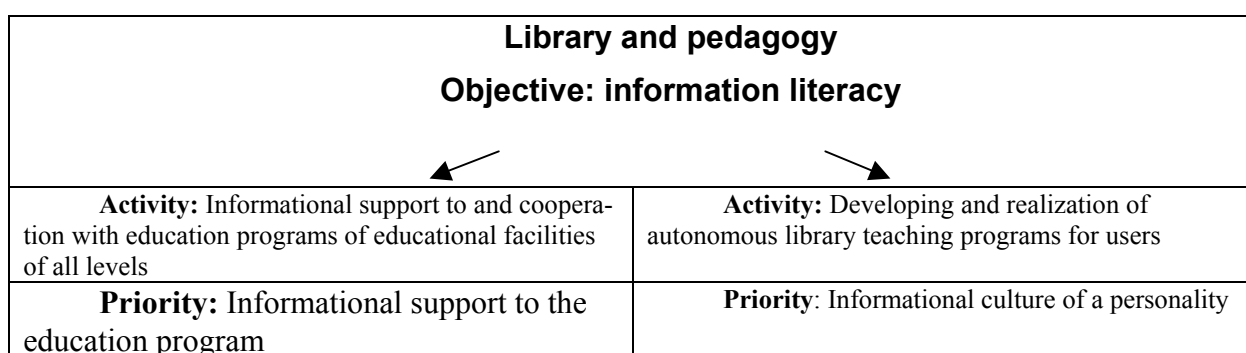 Library and pedagogy
Objective: information literacy
Activity: Informational support to and coopera-
tion with education programs of educational facilities
of all levels
Activity: Developing and realization of
autonomous library teaching programs for users
Priority: Informational support to the
education program
Priority: Informational culture of a personality